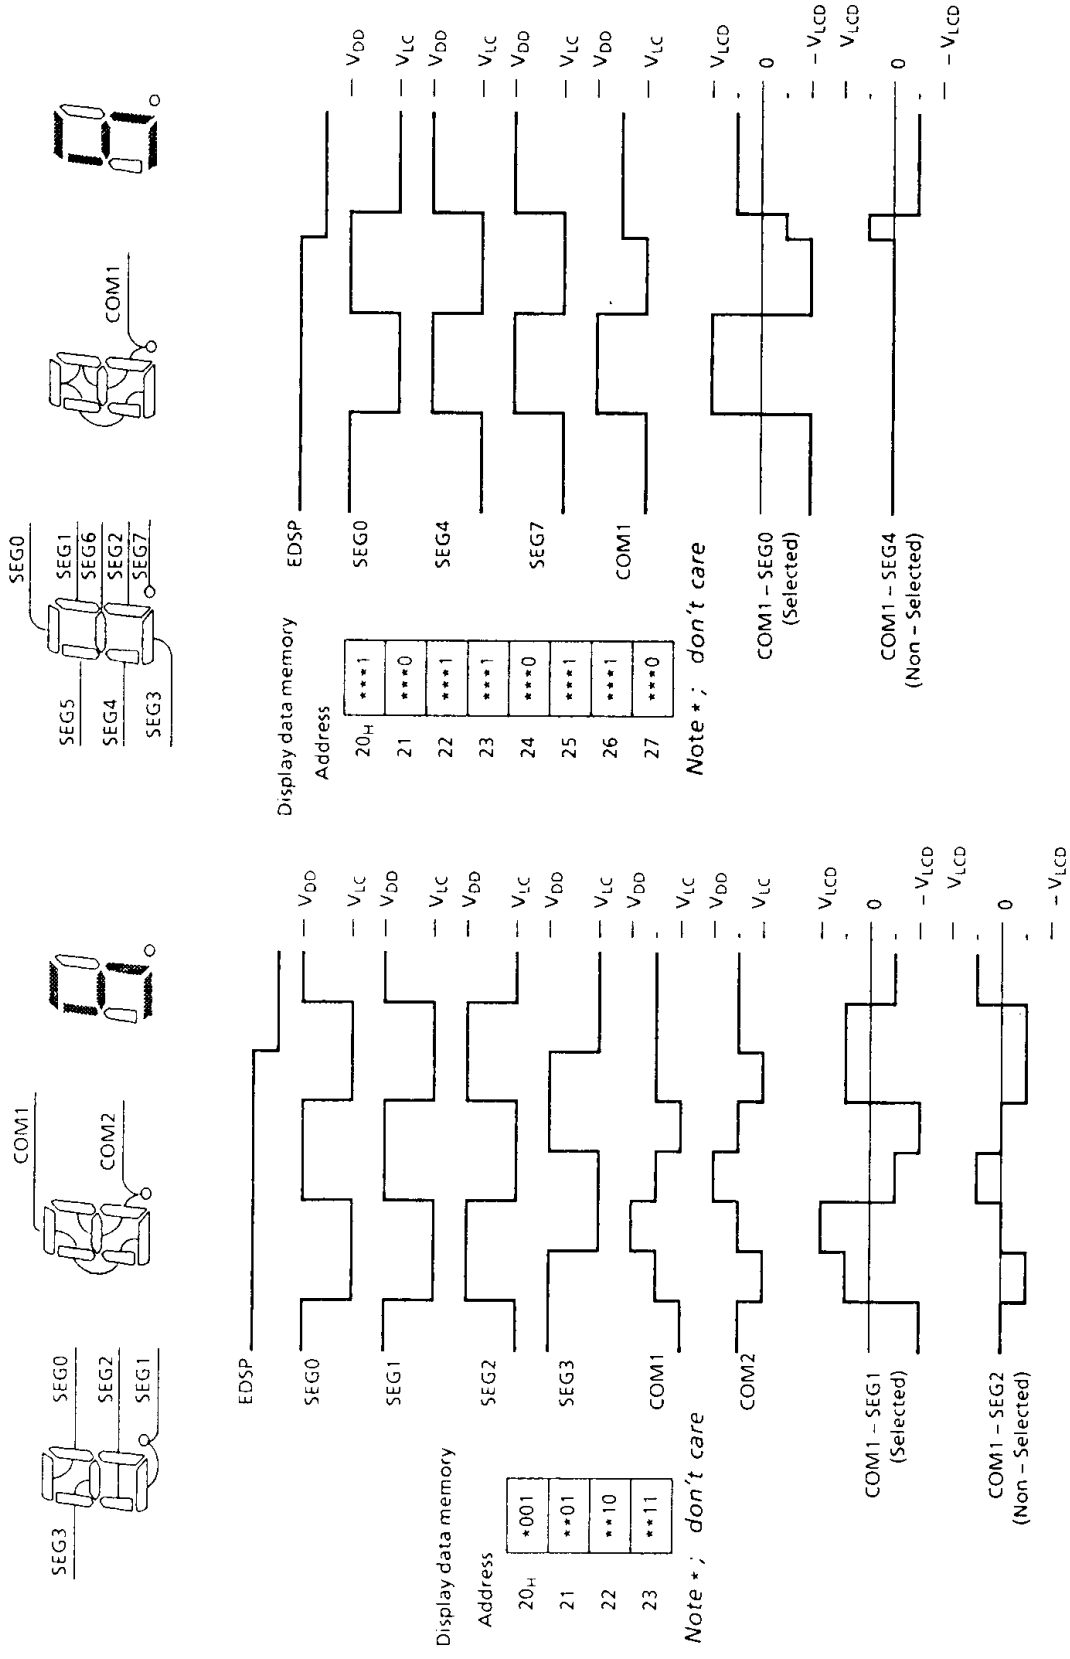 SEG3
SEG0
SEG2
SEG1
COM1
COM2
EDSP
SEG0
VDD
VLC
SEG1
VDD
VLC
SEG2
VDD
VLC
SEG3
VDD
VLC
COM1
VDD
VLC
COM2
VDD
VLC
Display data memory
Address
20H *001
21 **01
22 **10
23 **11
Note *; don't care
COM1 – SEG1
(Selected)
VLCD
0
– VLCD
COM1 – SEG2
(Non – Selected)
VLCD
0
– VLCD
SEG5
SEG4
SEG3
SEG0
SEG1
SEG6
SEG2
SEG7
COM1
EDSP
SEG0
VDD
VLC
SEG4
VDD
VLC
SEG7
VDD
VLC
COM1
VDD
VLC
Display data memory
Address
20H ***1
21 ***0
22 ***1
23 ***1
24 ***0
25 ***1
26 ***1
27 ***0
Note *; don't care
COM1 – SEG0
(Selected)
VLCD
0
– VLCD
COM1 – SEG4
(Non – Selected)
VLCD
0
– VLCD